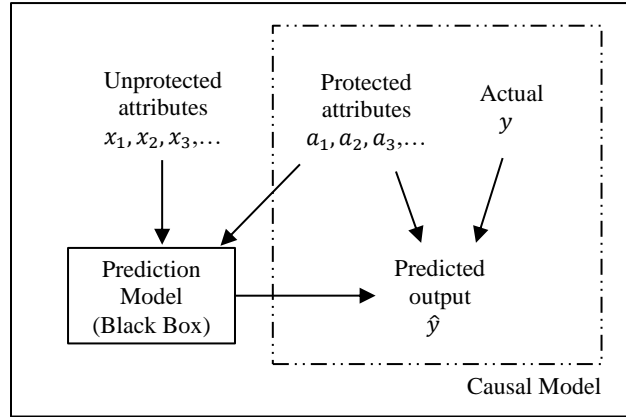 Unprotected
attributes
x₁, x₂, x₃,…
Protected
attributes
a₁, a₂, a₃,…
Actual
y
Prediction
Model
(Black Box)
Predicted
output
ŷ
Causal Model